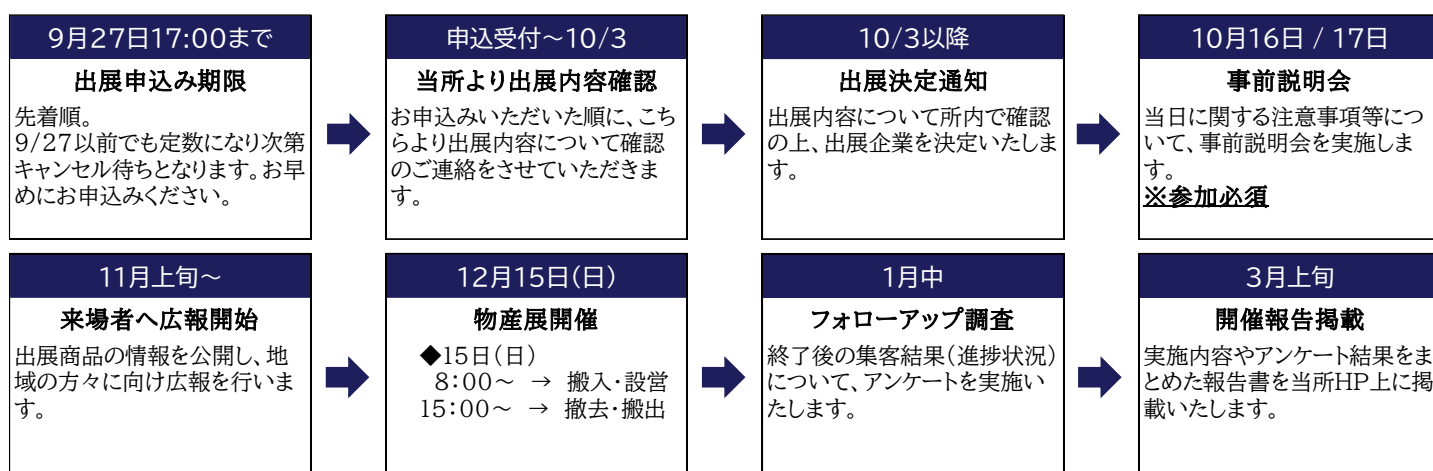 9月27日17:00まで
出展申込み期限
先着順。
9/27以前でも定数になり次第
キャンセル待ちとなります。お早
めにお申込みください。
申込受付～10/3
当所より出展内容確認
お申込みいただいた順に、こち
らより出展内容について確認
のご連絡をさせていただきま
す。
10/3以降
出展決定通知
出展内容について所内で確認
の上、出展企業を決定いたしま
す。
10月16日 / 17日
事前説明会
当日に関する注意事項等につ
いて、事前説明会を実施しま
す。
※参加必須
11月上旬～
来場者へ広報開始
出展商品の情報を公開し、地
域の方々に向け広報を行いま
す。
12月15日(日)
物産展開催
◆15日(日)
8:00～ → 搬入・設営
15:00～ → 撤去・搬出
1月中
フォローアップ調査
終了後の集客結果(進捗状況)
について、アンケートを実施い
たします。
3月上旬
開催報告掲載
実施内容やアンケート結果をま
とめた報告書を当所HP上に掲
載いたします。